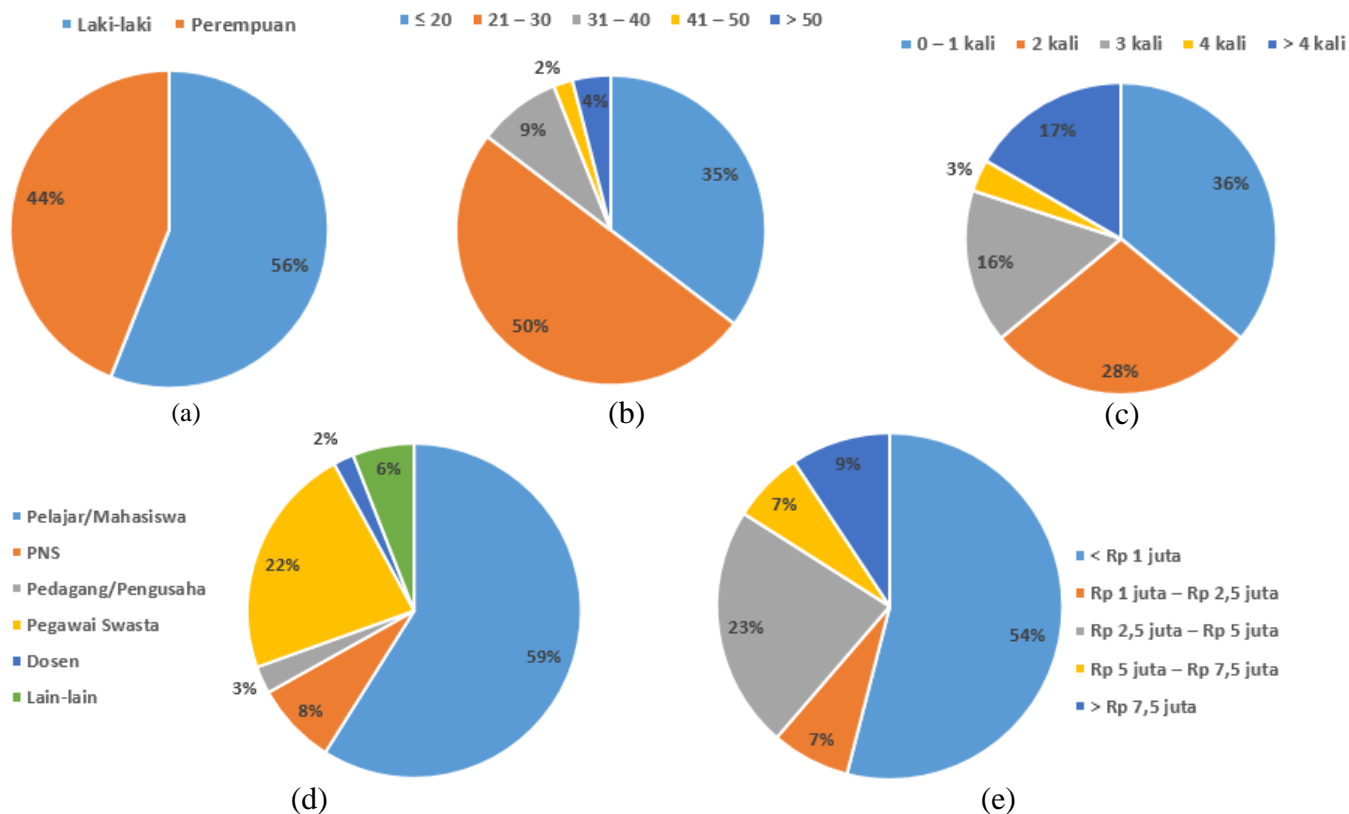 Laki-laki Perempuan
44%
56%
(a)
≤ 20 21 – 30 31 – 40 41 – 50 > 50
2%
4%
9%
35%
50%
(b)
0 – 1 kali 2 kali 3 kali 4 kali > 4 kali
17%
3%
36%
16%
28%
(c)
Pelajar/Mahasiswa
PNS
Pedagang/Pengusaha
Pegawai Swasta
Dosen
Lain-lain
2%
6%
22%
59%
3%
8%
(d)
9%
7%
23%
54%
7%
< Rp 1 juta
Rp 1 juta – Rp 2,5 juta
Rp 2,5 juta – Rp 5 juta
Rp 5 juta – Rp 7,5 juta
> Rp 7,5 juta
(e)